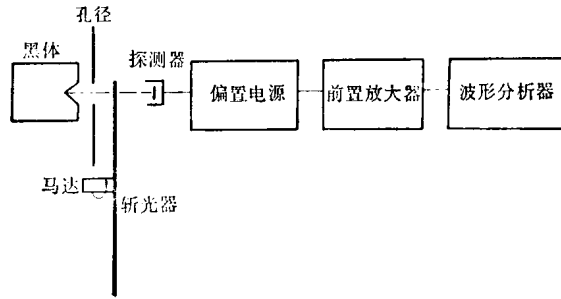 孔径
黑体
探测器
偏置电源
前置放大器
波形分析器
马达
斩光器